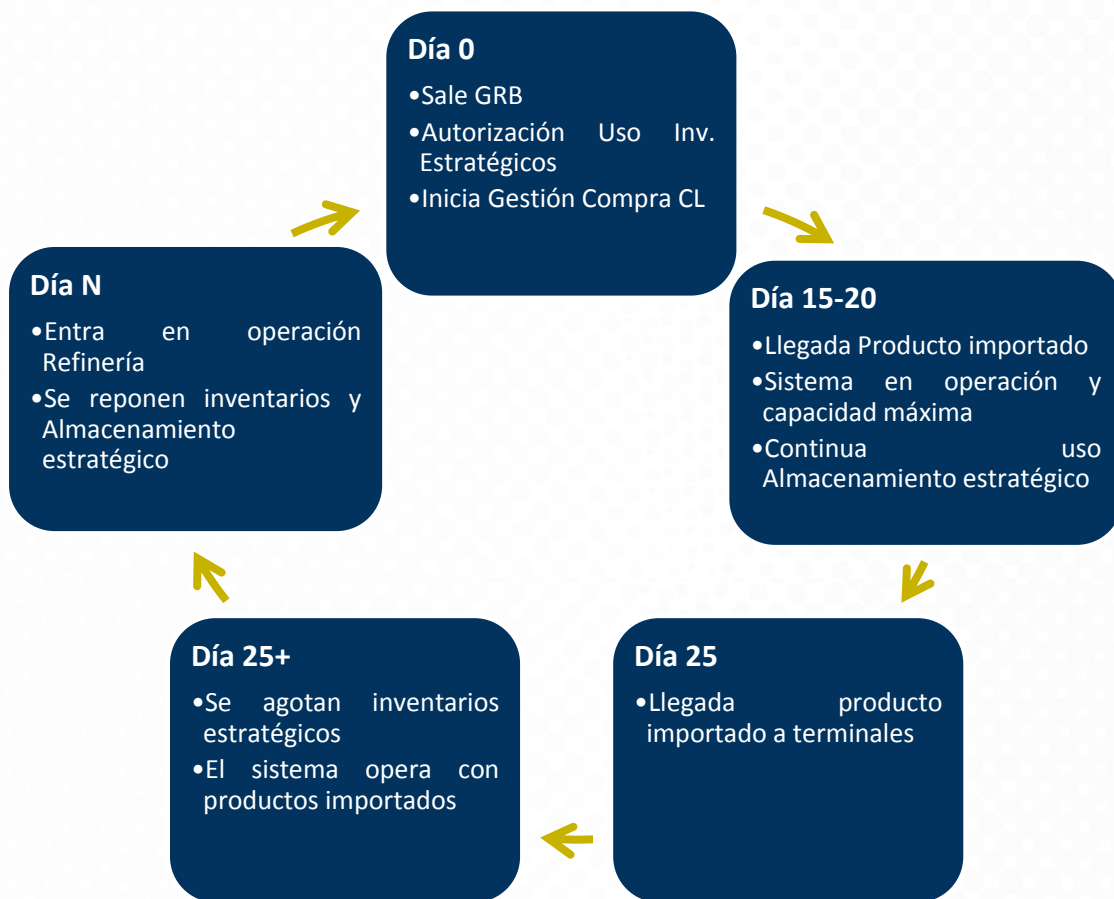 Día 0
•Sale GRB
•Autorización Uso Inv.
Estratégicos
•Inicia Gestión Compra CL
Día 15-20
•Llegada Producto importado
•Sistema en operación y
capacidad máxima
•Continua uso
Almacenamiento estratégico
Día 25
•Llegada producto
importado a terminales
Día 25+
•Se agotan inventarios
estratégicos
•El sistema opera con
productos importados
Día N
•Entra en operación
Refinería
•Se reponen inventarios y
Almacenamiento
estratégico